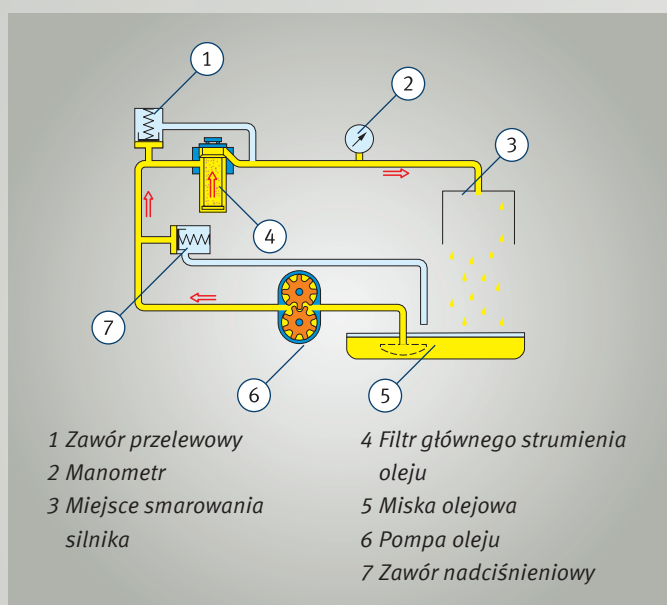 1
2
3
4
7
6
5
1 Zawór przelewowy
2 Manometr
3 Miejsce smarowania
silnika
4 Filtr głównego strumienia
oleju
5 Miska olejowa
6 Pompa oleju
7 Zawór nadciśnieniowy